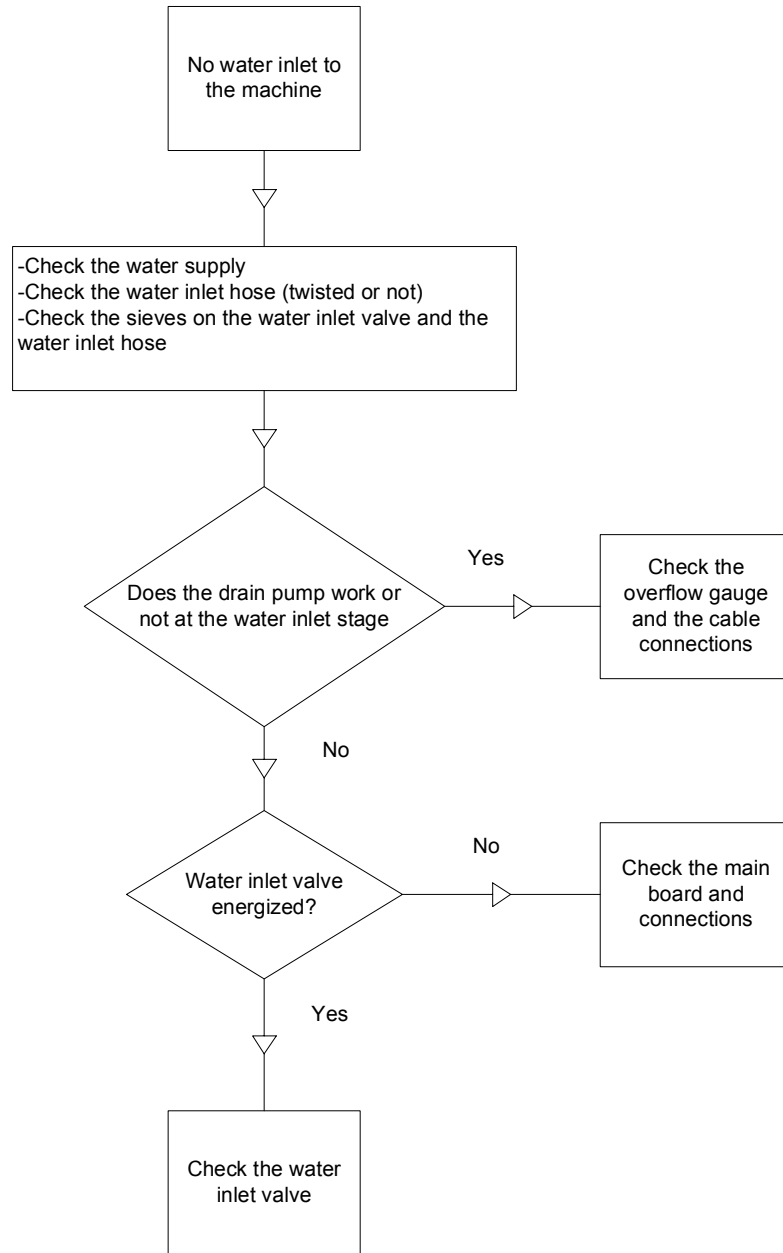 No water inlet to
the machine
-Check the water supply
-Check the water inlet hose (twisted or not)
-Check the sieves on the water inlet valve and the
water inlet hose
Does the drain pump work or
not at the water inlet stage
Yes
Check the
overflow gauge
and the cable
connections
No
Water inlet valve
energized?
No
Check the main
board and
connections
Yes
Check the water
inlet valve